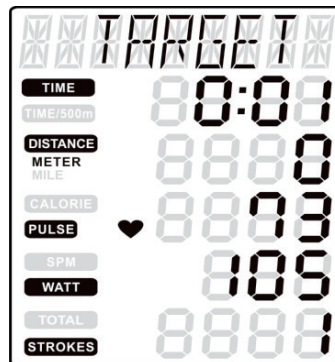 TARGET
TIME 0:01
TIME/500m
DISTANCE 0
METER
MILE
CALORIE 73
PULSE
SPM 105
WATT
TOTAL 1
STROKES